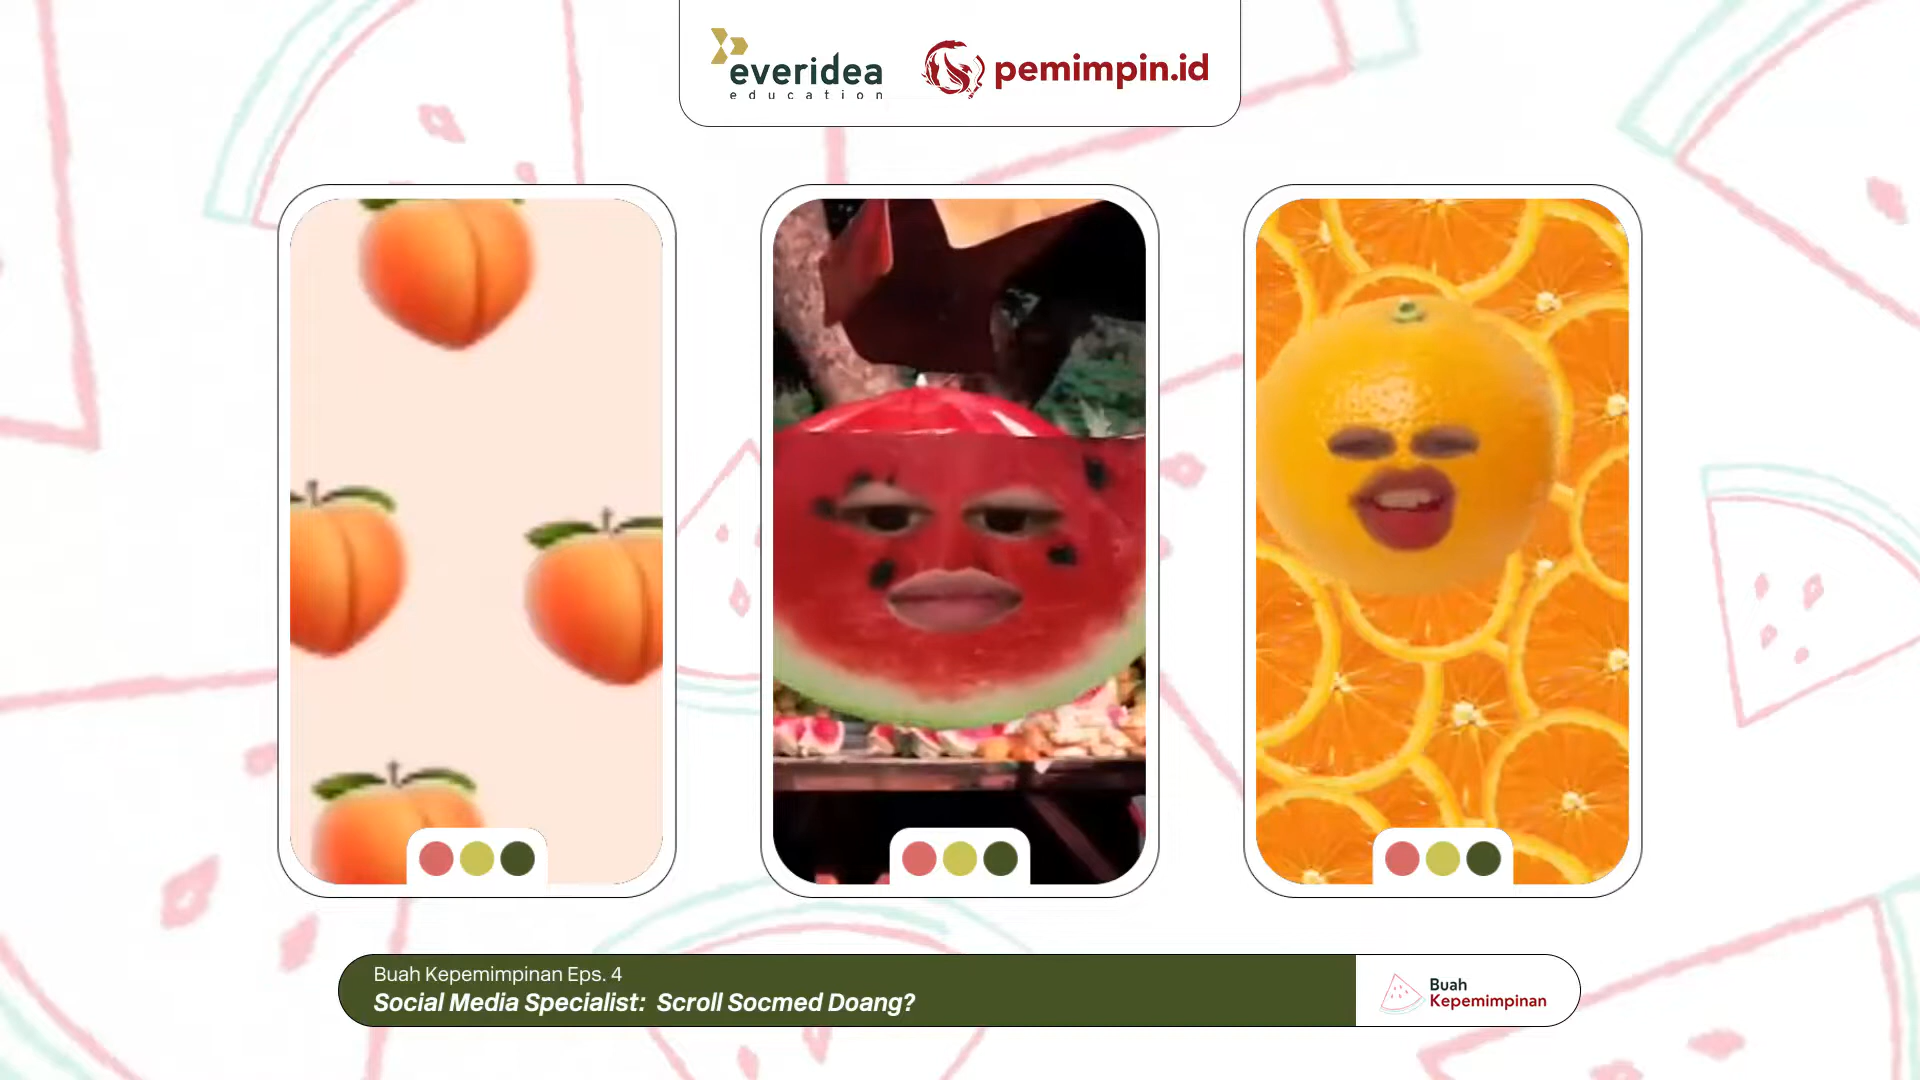 everidea
education
pemimpin.id
Buah Kepemimpinan Eps. 4
Social Media Specialist: Scroll Socmed Doang?
Buah
Kepemimpinan